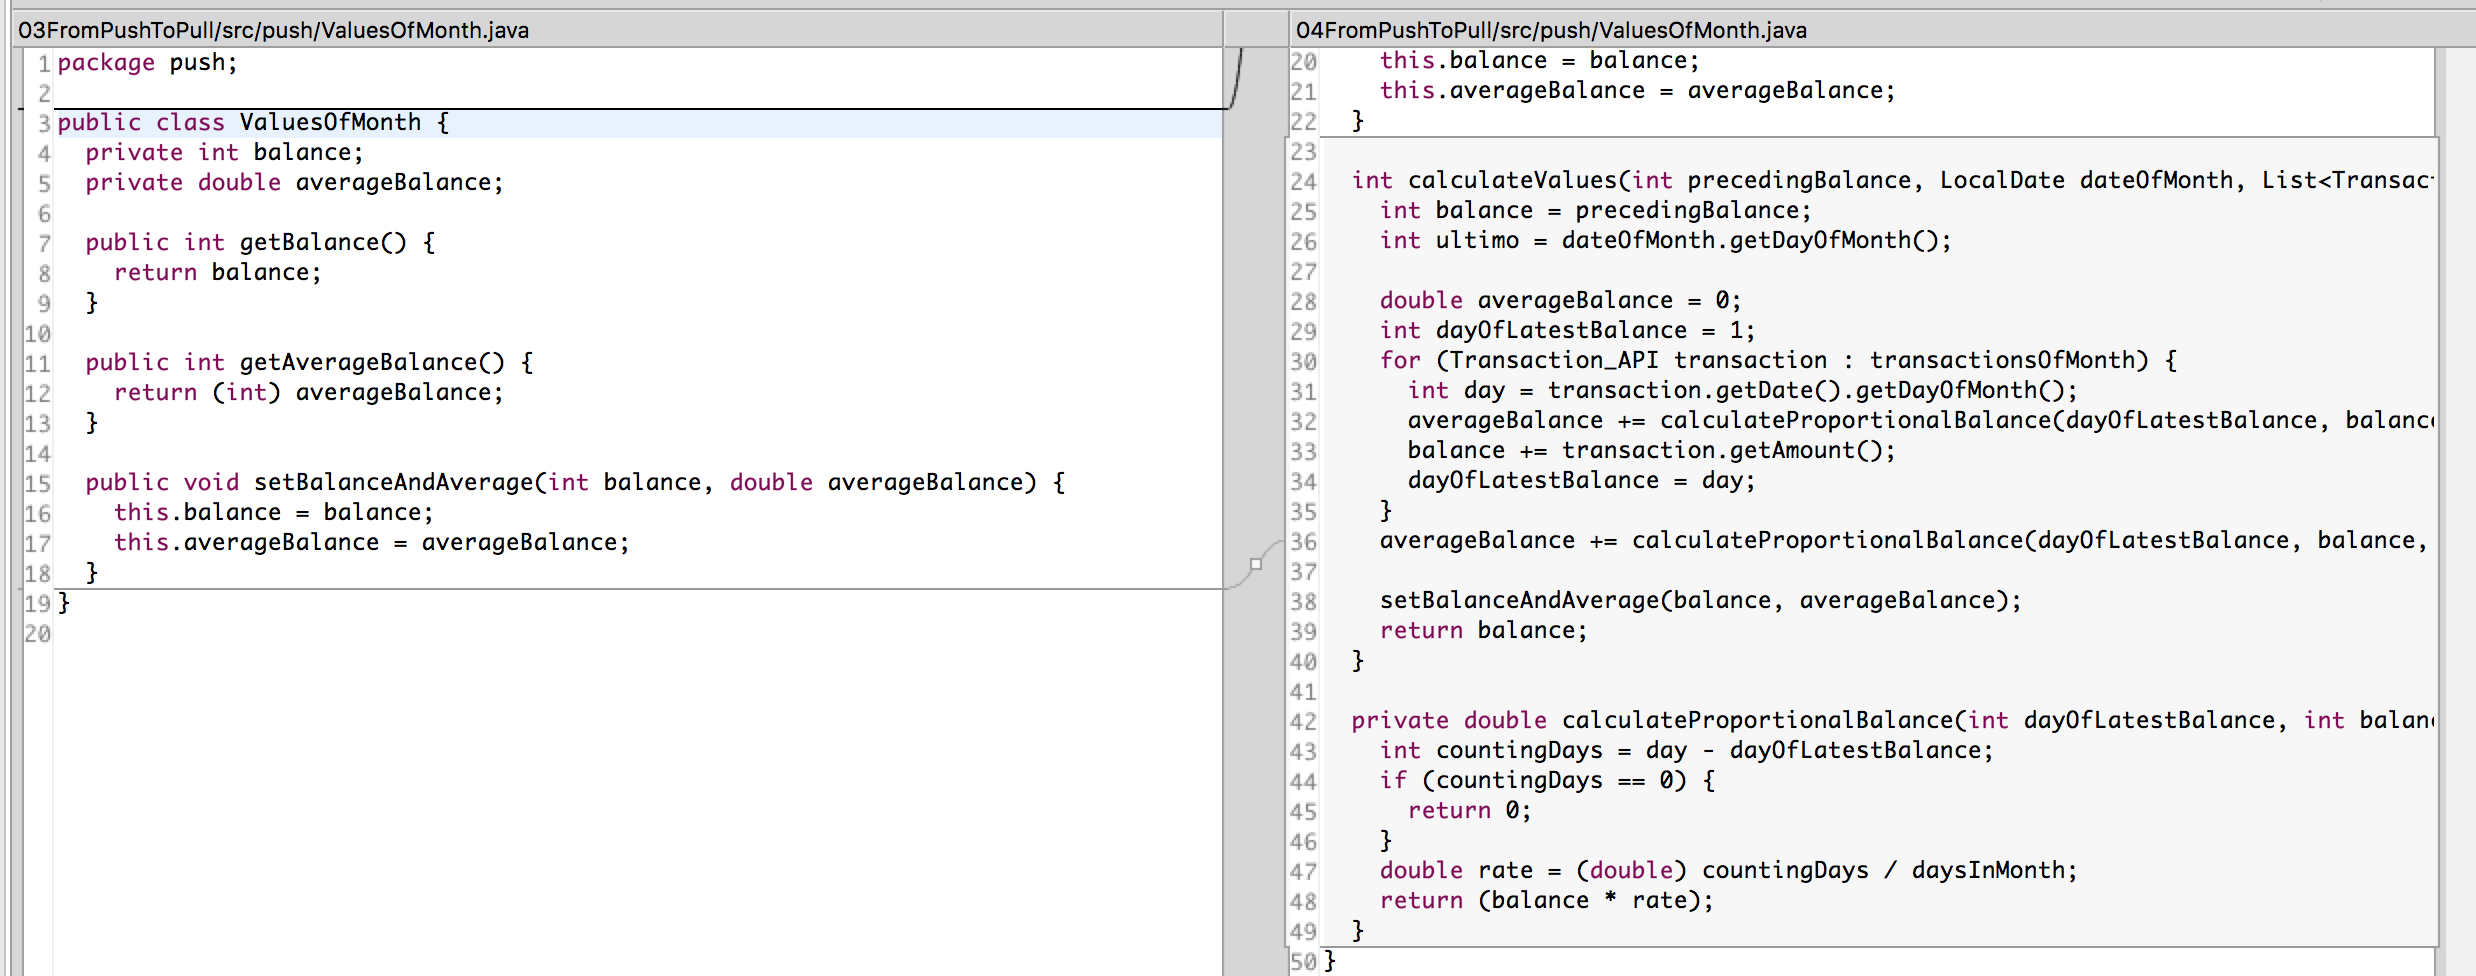 03FromPushToPull/src/push/ValuesOfMonth.java
1 package push;
2
3 public class ValuesOfMonth {
4 private int balance;
5 private double averageBalance;
6
7 public int getBalance() {
8 return balance;
9 }
10
11 public int getAverageBalance() {
12 return (int) averageBalance;
13 }
14
15 public void setBalanceAndAverage(int balance, double averageBalance) {
16 this.balance = balance;
17 this.averageBalance = averageBalance;
18 }
19 }
20
04FromPushToPull/src/push/ValuesOfMonth.java
20 this.balance = balance;
21 this.averageBalance = averageBalance;
22 }
23
24 int calculateValues(int precedingBalance, LocalDate dateOfMonth, List<Transac
25 int balance = precedingBalance;
26 int ultimo = dateOfMonth.getDayOfMonth();
27
28 double averageBalance = 0;
29 int dayOfLatestBalance = 1;
30 for (Transaction_API transaction : transactionsOfMonth) {
31 int day = transaction.getDate().getDayOfMonth();
32 averageBalance += calculateProportionalBalance(dayOfLatestBalance, balanc
33 balance += transaction.getAmount();
34 dayOfLatestBalance = day;
35 }
36 averageBalance += calculateProportionalBalance(dayOfLatestBalance, balance,
37
38 setBalanceAndAverage(balance, averageBalance);
39 return balance;
40 }
41
42 private double calculateProportionalBalance(int dayOfLatestBalance, int balan
43 int countingDays = day - dayOfLatestBalance;
44 if (countingDays == 0) {
45 return 0;
46 }
47 double rate = (double) countingDays / daysInMonth;
48 return (balance * rate);
49 }
50 }